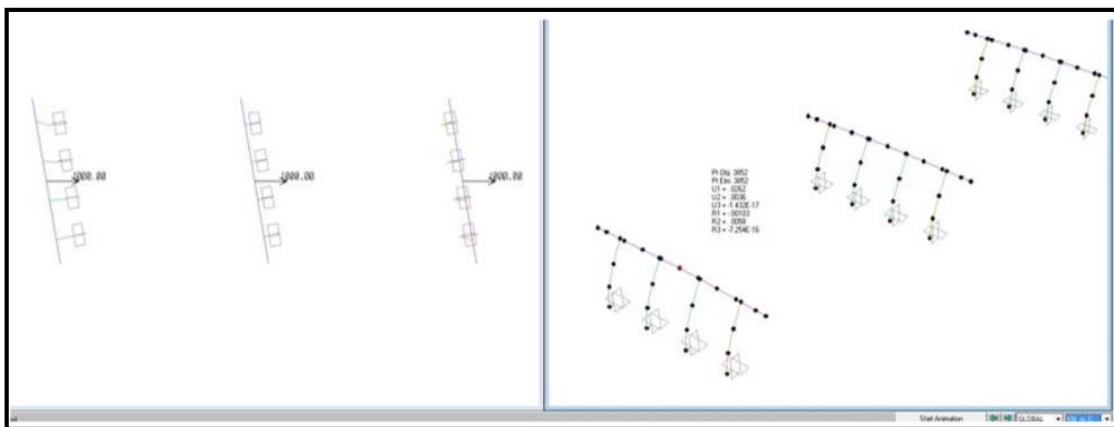 1000.00
1000.00
1000.00
Pt Obj: 3852
Pt Elm: 3852
U1 = .0262
U2 = .0036
U3 = -1.432E-17
R1 = -.00103
R2 = .0058
R3 = -7.254E-16
Start Animation
GLOBAL